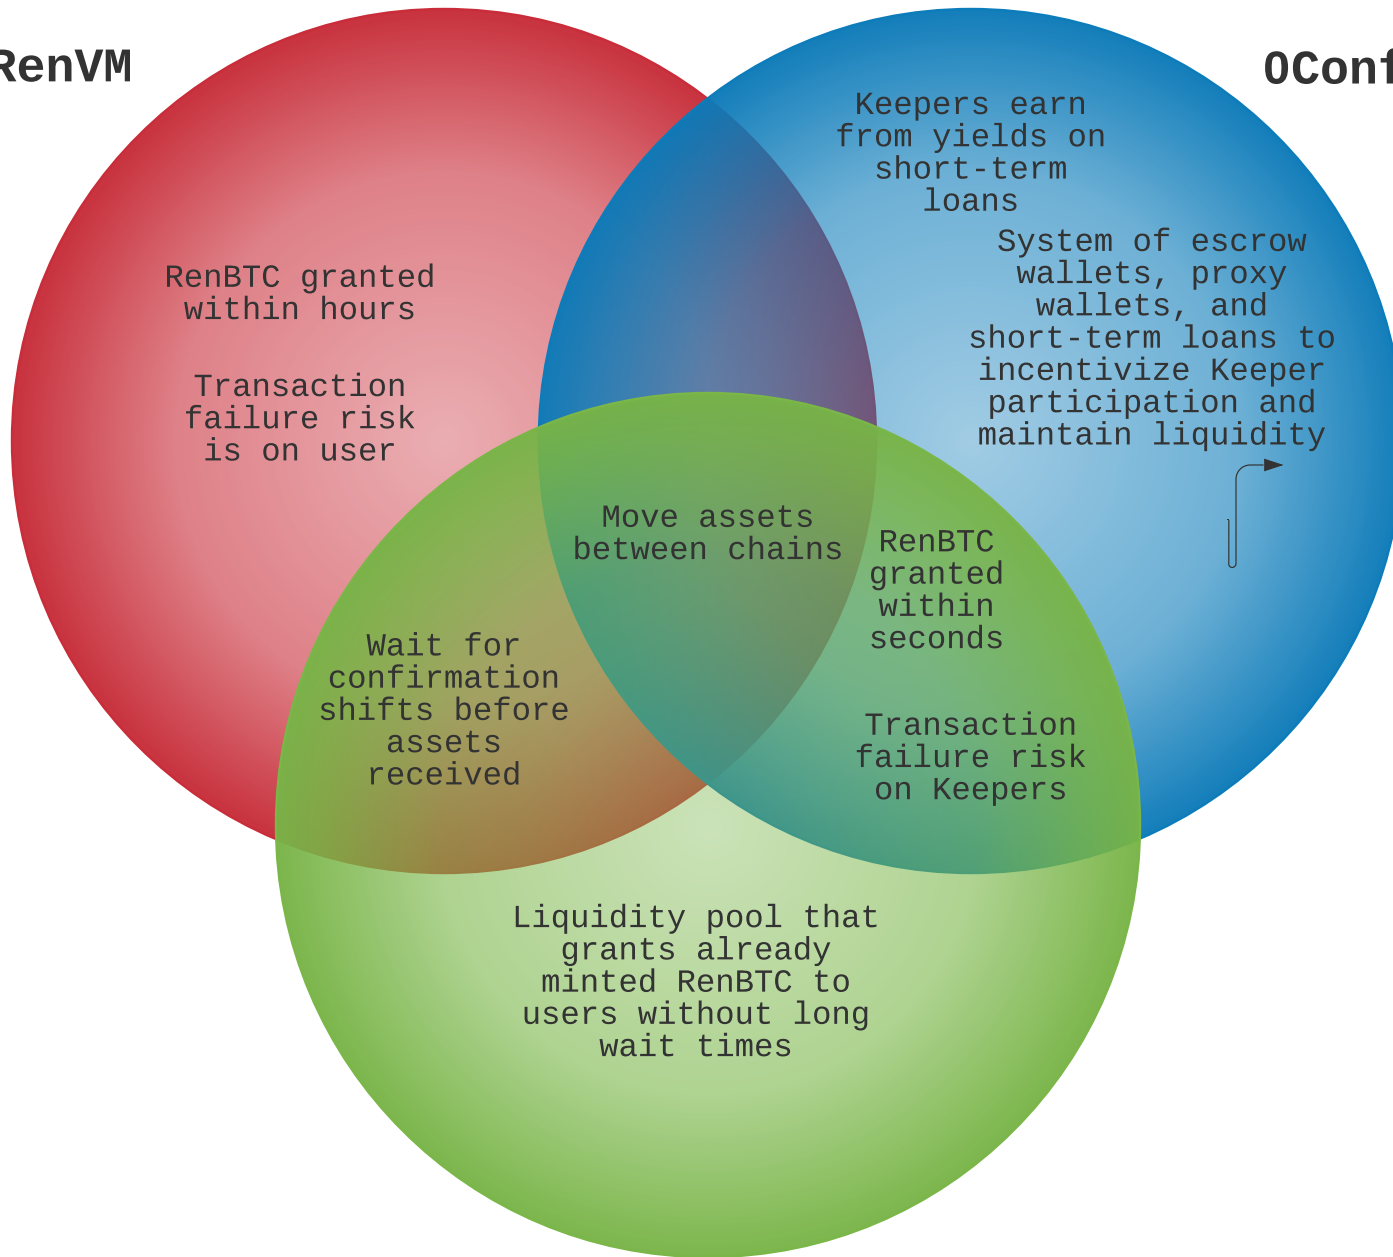 RenVM
OConf
Keepers earn
from yields on
short-term
loans
System of escrow
wallets, proxy
wallets, and
short-term loans to
incentivize Keeper
participation and
maintain liquidity
RenBTC granted
within hours
Transaction
failure risk
is on user
Move assets
between chains
RenBTC
granted
within
seconds
Wait for
confirmation
shifts before
assets
received
Transaction
failure risk
on Keepers
Liquidity pool that
grants already
minted RenBTC to
users without long
wait times